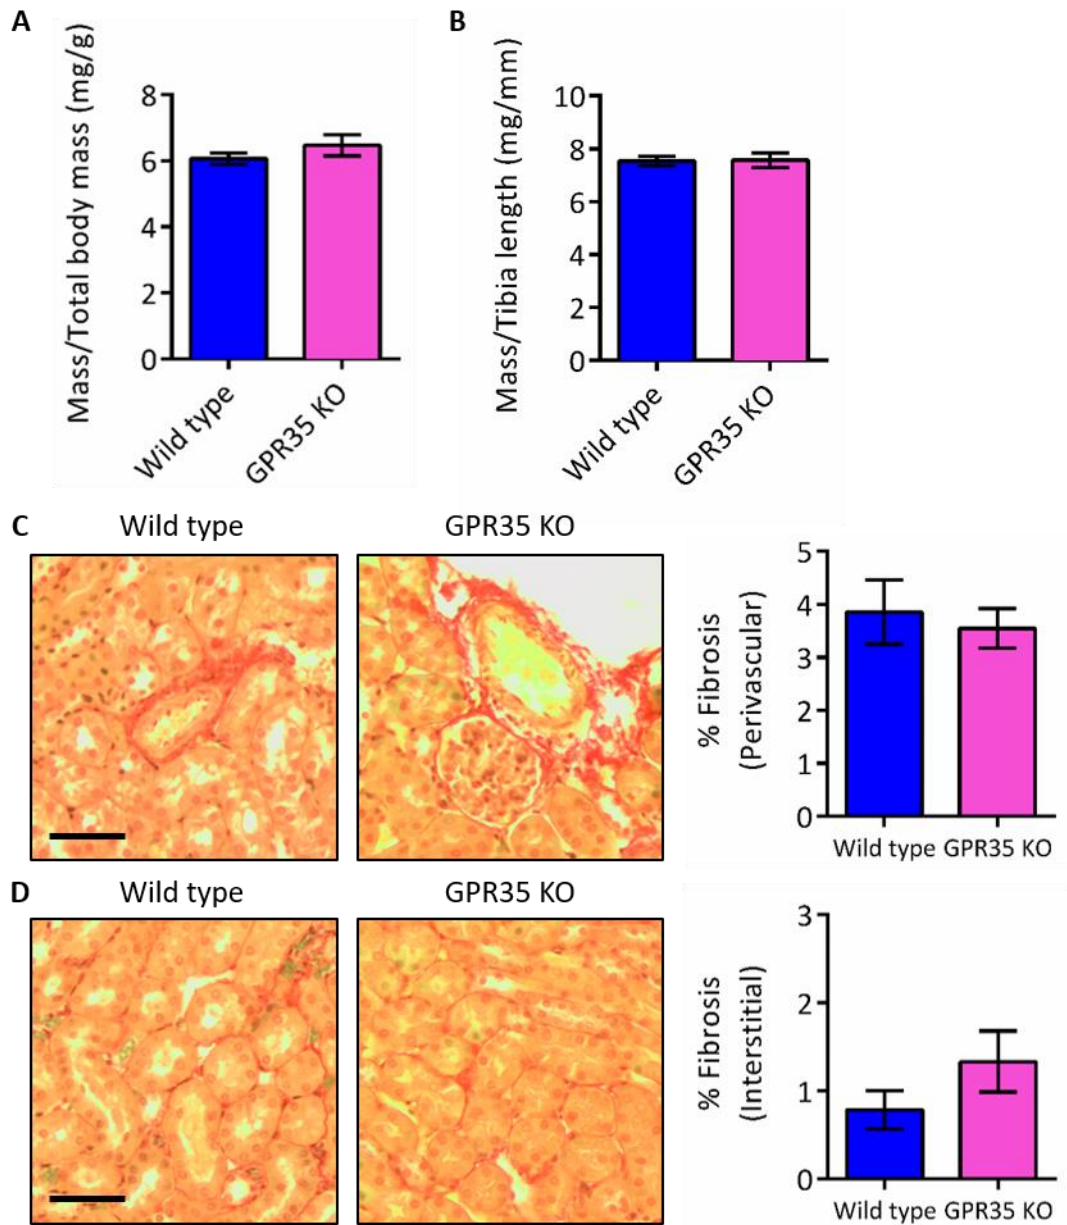 A
Mass/Total body mass (mg/g)
8
6
4
2
0
Wild type
GPR35 KO
B
Mass/Tibia length (mg/mm)
10
8
6
4
2
0
Wild type
GPR35 KO
C
Wild type
GPR35 KO
% Fibrosis
(Perivascular)
5
4
3
2
1
0
Wild type GPR35 KO
D
Wild type
GPR35 KO
% Fibrosis
(Interstitial)
3
2
1
0
Wild type GPR35 KO